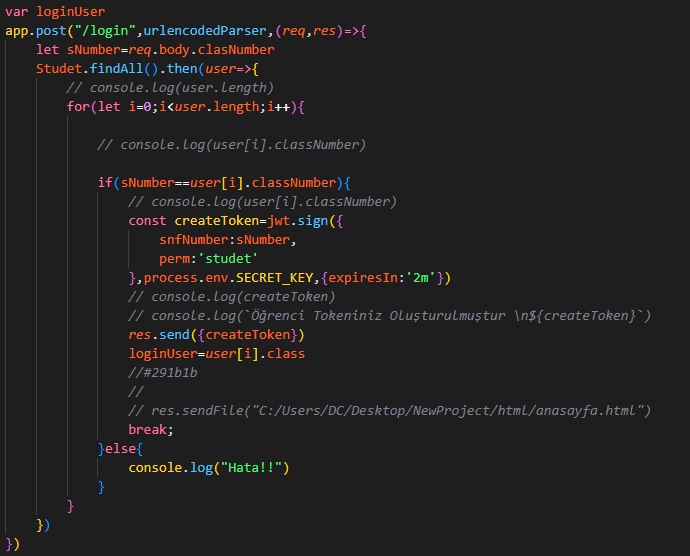 var loginUser
app.post("/login",urlencodedParser,(req,res)=>{
let sNumber=req.body.clasNumber
Studet.findAll().then(user=>{
// console.log(user.length)
for(let i=0;i<user.length;i++){
// console.log(user[i].classNumber)
if(sNumber==user[i].classNumber){
// console.log(user[i].classNumber)
const createToken=jwt.sign({
snfNumber:sNumber,
perm:'studet'
},process.env.SECRET_KEY,{expiresIn:'2m'})
// console.log(createToken)
// console.log(`Öğrenci Tokeniniz Oluşturulmuştur \n${createToken}`)
res.send({createToken})
loginUser=user[i].class
//#291b1b
//
// res.sendFile("C:/Users/DC/Desktop/NewProject/html/anasayfa.html")
break;
}else{
console.log("Hata!!")
}
}
})
})